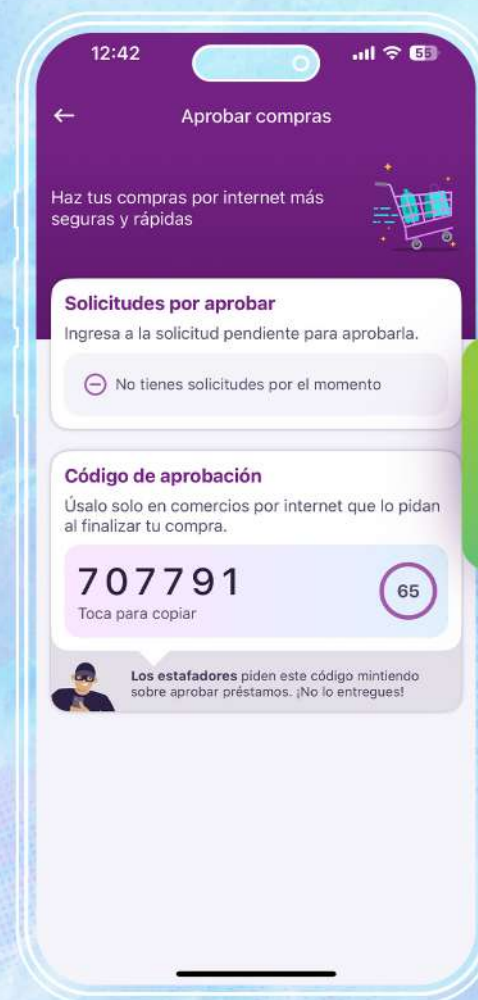 12:42
55
Aprobar compras
Haz tus compras por internet más
seguras y rápidas
Solicitudes por aprobar
Ingresa a la solicitud pendiente para aprobarla.
No tienes solicitudes por el momento
Código de aprobación
Úsalo solo en comercios por internet que lo pidan
al finalizar tu compra.
707791
65
Toca para copiar
Los estafadores piden este código mintiendo
sobre aprobar préstamos. ¡No lo entregues!